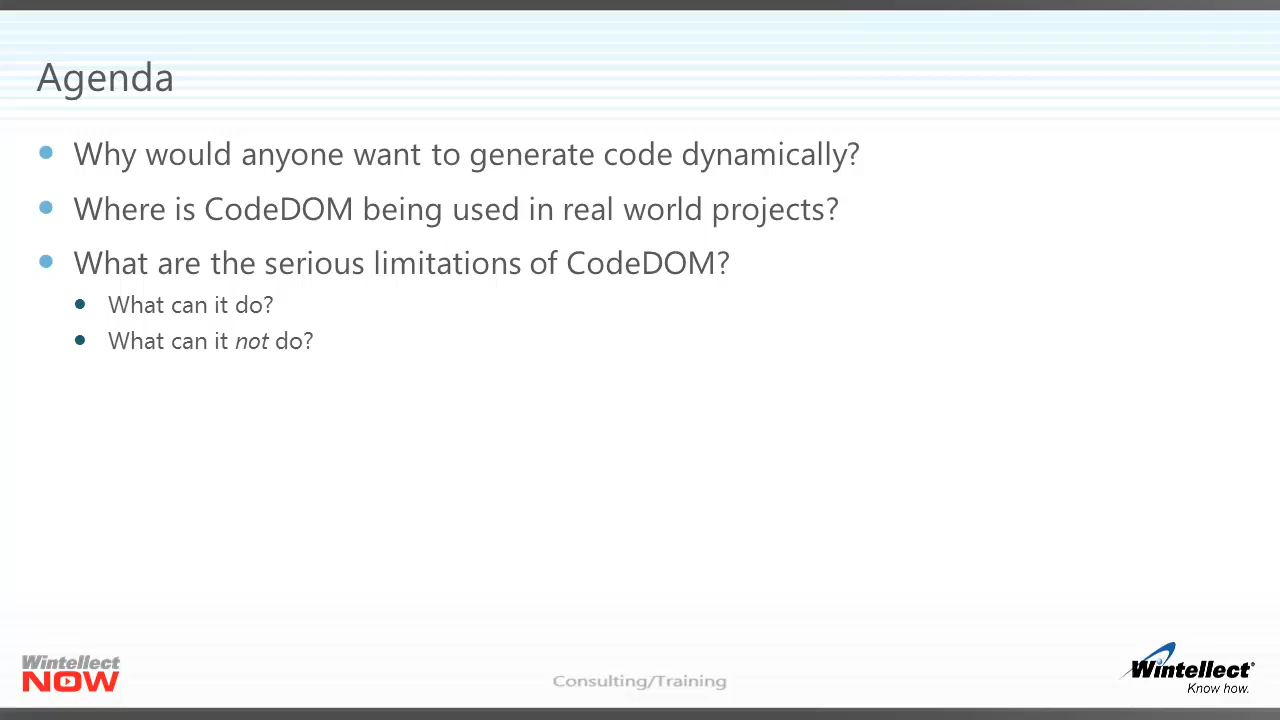 Agenda
Why would anyone want to generate code dynamically?
Where is CodeDOM being used in real world projects?
What are the serious limitations of CodeDOM?
What can it do?
What can it not do?
Wintellect
NOW
Consulting/Training
Wintellect
Know how.